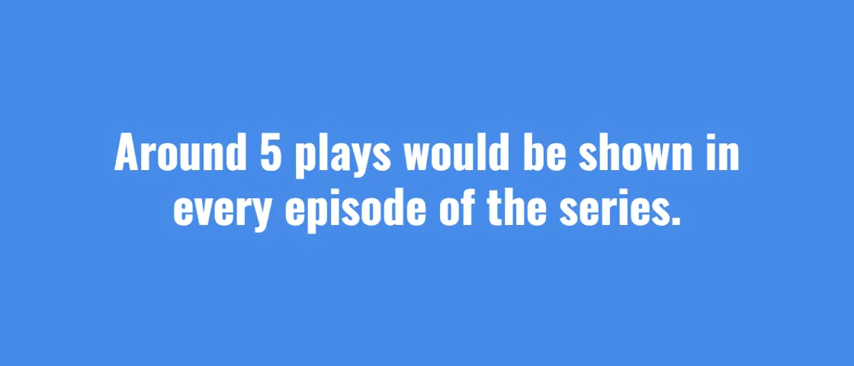 Around 5 plays would be shown in
every episode of the series.